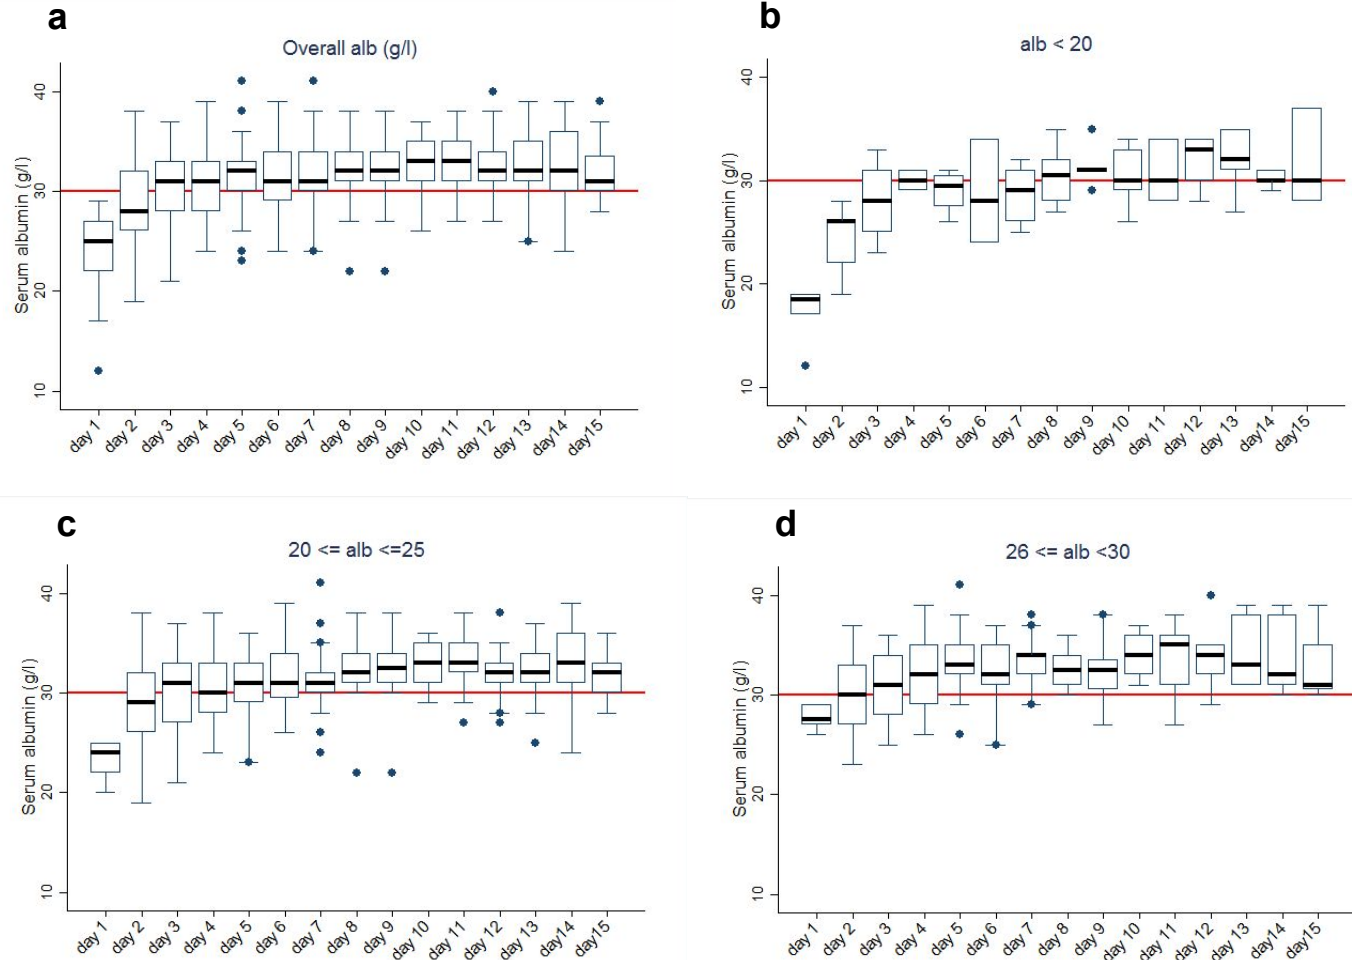 a
Overall alb (g/l)
Serum albumin (g/l)
40
30
20
10
day 1 day 2 day 3 day 4 day 5 day 6 day 7 day 8 day 9 day 10 day 11 day 12 day 13 day14 day15
b
alb < 20
Serum albumin (g/l)
40
30
20
10
day 1 day 2 day 3 day 4 day 5 day 6 day 7 day 8 day 9 day 10 day 11 day 12 day 13 day14 day15
c
20 <= alb <=25
Serum albumin (g/l)
40
30
20
10
day 1 day 2 day 3 day 4 day 5 day 6 day 7 day 8 day 9 day 10 day 11 day 12 day 13 day 14 day15
d
26 <= alb <30
Serum albumin (g/l)
40
30
20
10
day 1 day 2 day 3 day 4 day 5 day 6 day 7 day 8 day 9 day 10 day 11 day 12 day 13 day14 day15